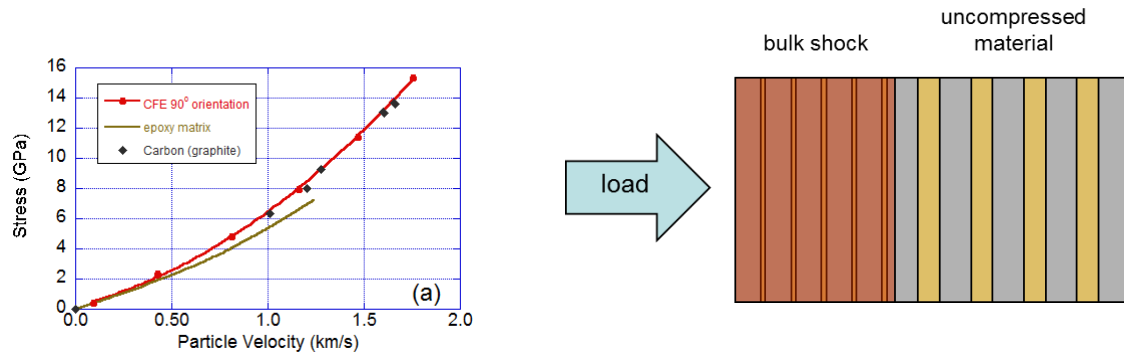 16
14
12
10
8
6
4
2
0
0.0
0.50
1.0
1.5
2.0
Stress (GPa)
Particle Velocity (km/s)
CFE 90⁰ orientation
epoxy matrix
Carbon (graphite)
(a)
load
bulk shock
uncompressed
material